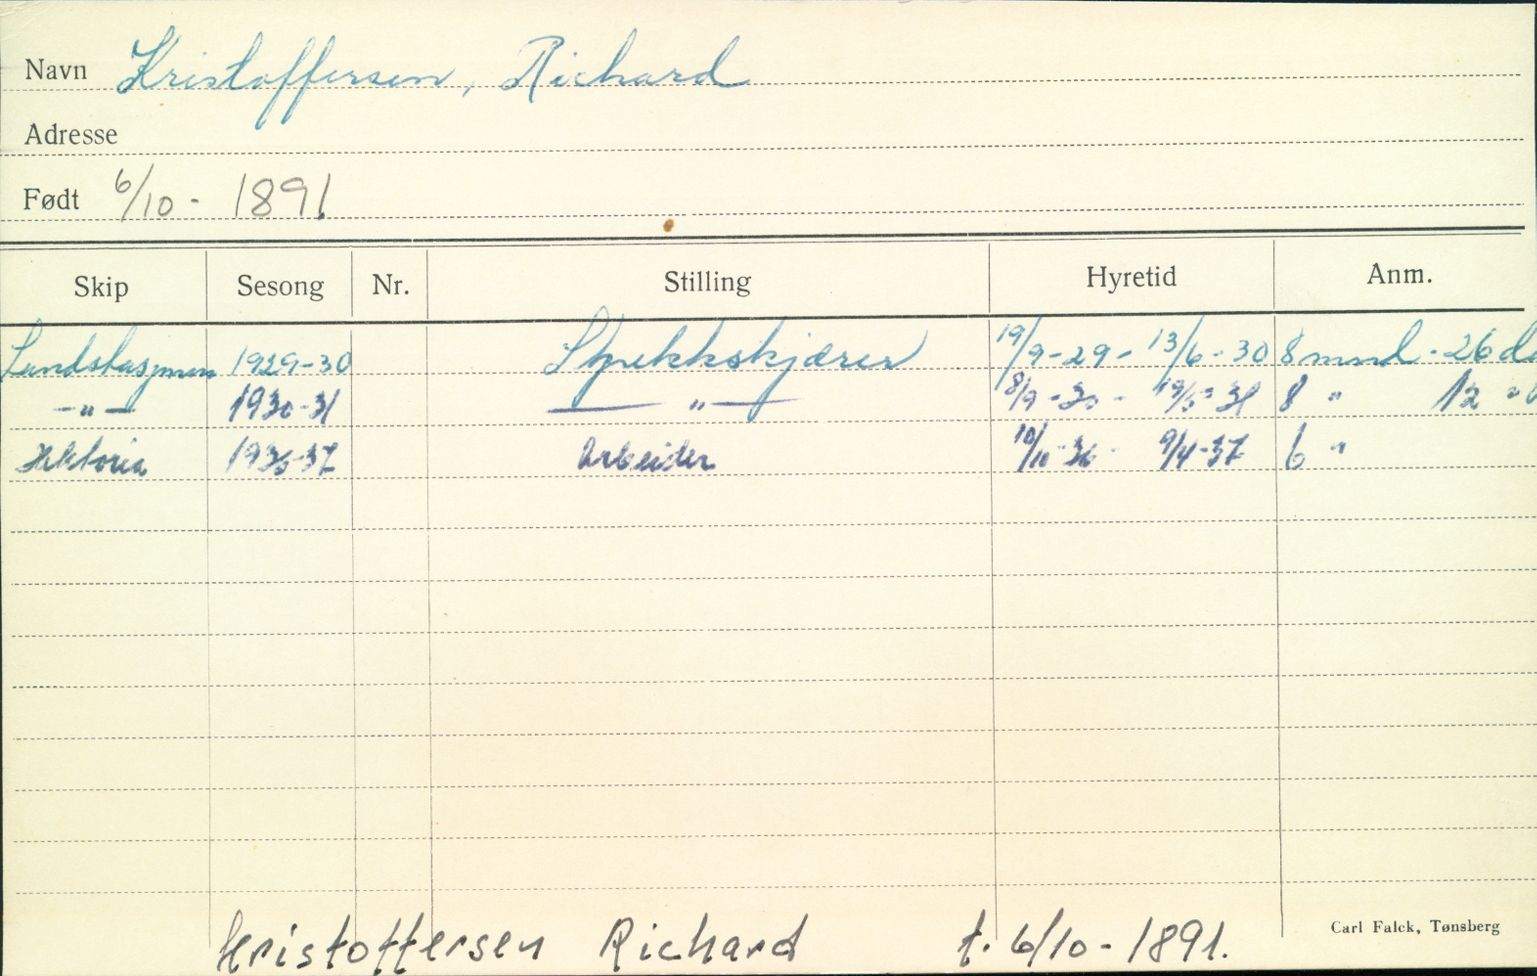 Navn Kristoffersen, Richard
Adresse
Født 6/10 - 1891
Skip Sesong Nr. Stilling Hyretid Anm.
1929-30 Spekkskjærer 19/9-29 - 13/6-30 8 mnd - 26 da
-"- 1930-31 -"- 8/9-30 - 19/5-31 8 " 12 "
1936-37 Arbeider 10/10-36 - 9/4-37 6 "
Kristoffersen Richard f. 6/10-1891.
Carl Falck, Tønsberg